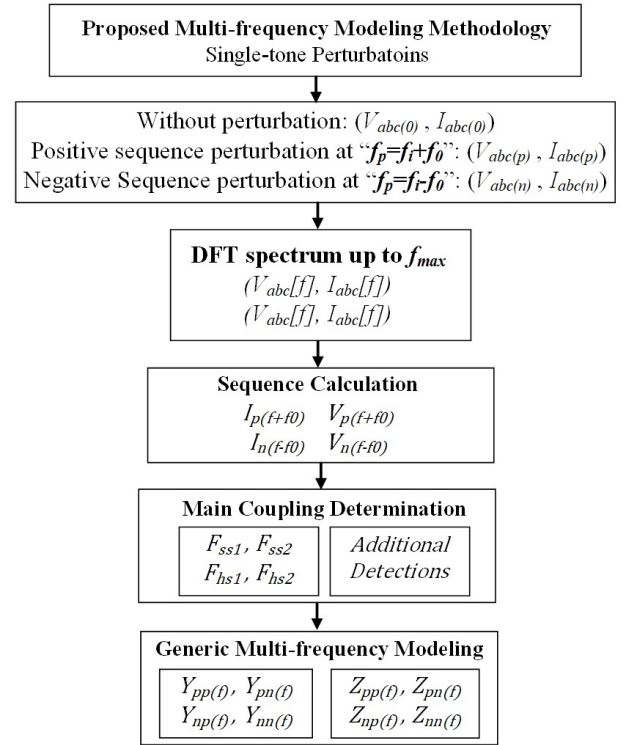 Proposed Multi-frequency Modeling Methodology
Single-tone Perturbatoins
Without perturbation: (Vabc(0) , Iabc(0))
Positive sequence perturbation at “fp=fi+f0”: (Vabc(p) , Iabc(p))
Negative Sequence perturbation at “fp=fi-f0”: (Vabc(n) , Iabc(n))
DFT spectrum up to fmax
(Vabc[f], Iabc[f])
(Vabc[f], Iabc[f])
Sequence Calculation
Ip(f+f0) Vp(f+f0)
In(f-f0) Vn(f-f0)
Main Coupling Determination
Fss1, Fss2
Fhs1, Fhs2
Additional
Detections
Generic Multi-frequency Modeling
Ypp(f), Ypn(f)
Ynp(f), Ynn(f)
Zpp(f), Zpn(f)
Znp(f), Znn(f)